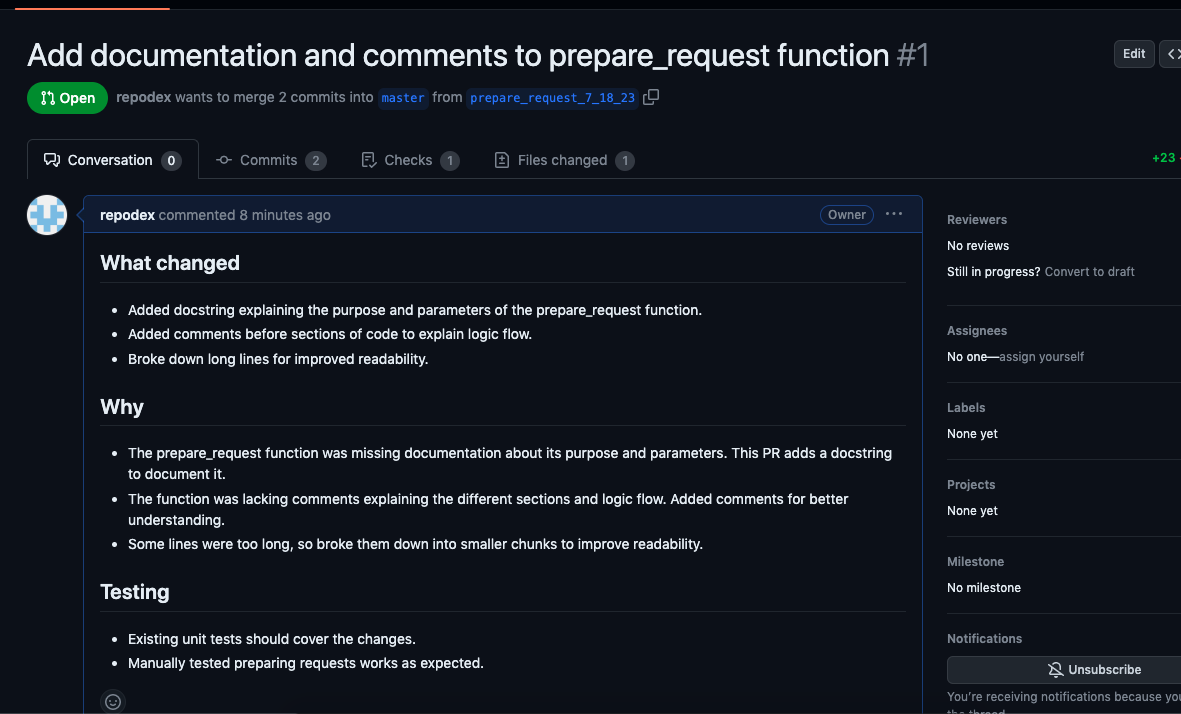 Add documentation and comments to prepare_request function #1
Edit
Open
repodex wants to merge 2 commits into master from prepare_request_7_18_23
Conversation 0
Commits 2
Checks 1
Files changed 1
+23
repodex commented 8 minutes ago
Owner
What changed
Added docstring explaining the purpose and parameters of the prepare_request function.
Added comments before sections of code to explain logic flow.
Broke down long lines for improved readability.
Why
The prepare_request function was missing documentation about its purpose and parameters. This PR adds a docstring
to document it.
The function was lacking comments explaining the different sections and logic flow. Added comments for better
understanding.
Some lines were too long, so broke them down into smaller chunks to improve readability.
Testing
Existing unit tests should cover the changes.
Manually tested preparing requests works as expected.
Reviewers
No reviews
Still in progress? Convert to draft
Assignees
No one—assign yourself
Labels
None yet
Projects
None yet
Milestone
No milestone
Notifications
Unsubscribe
You're receiving notifications because
the thread.